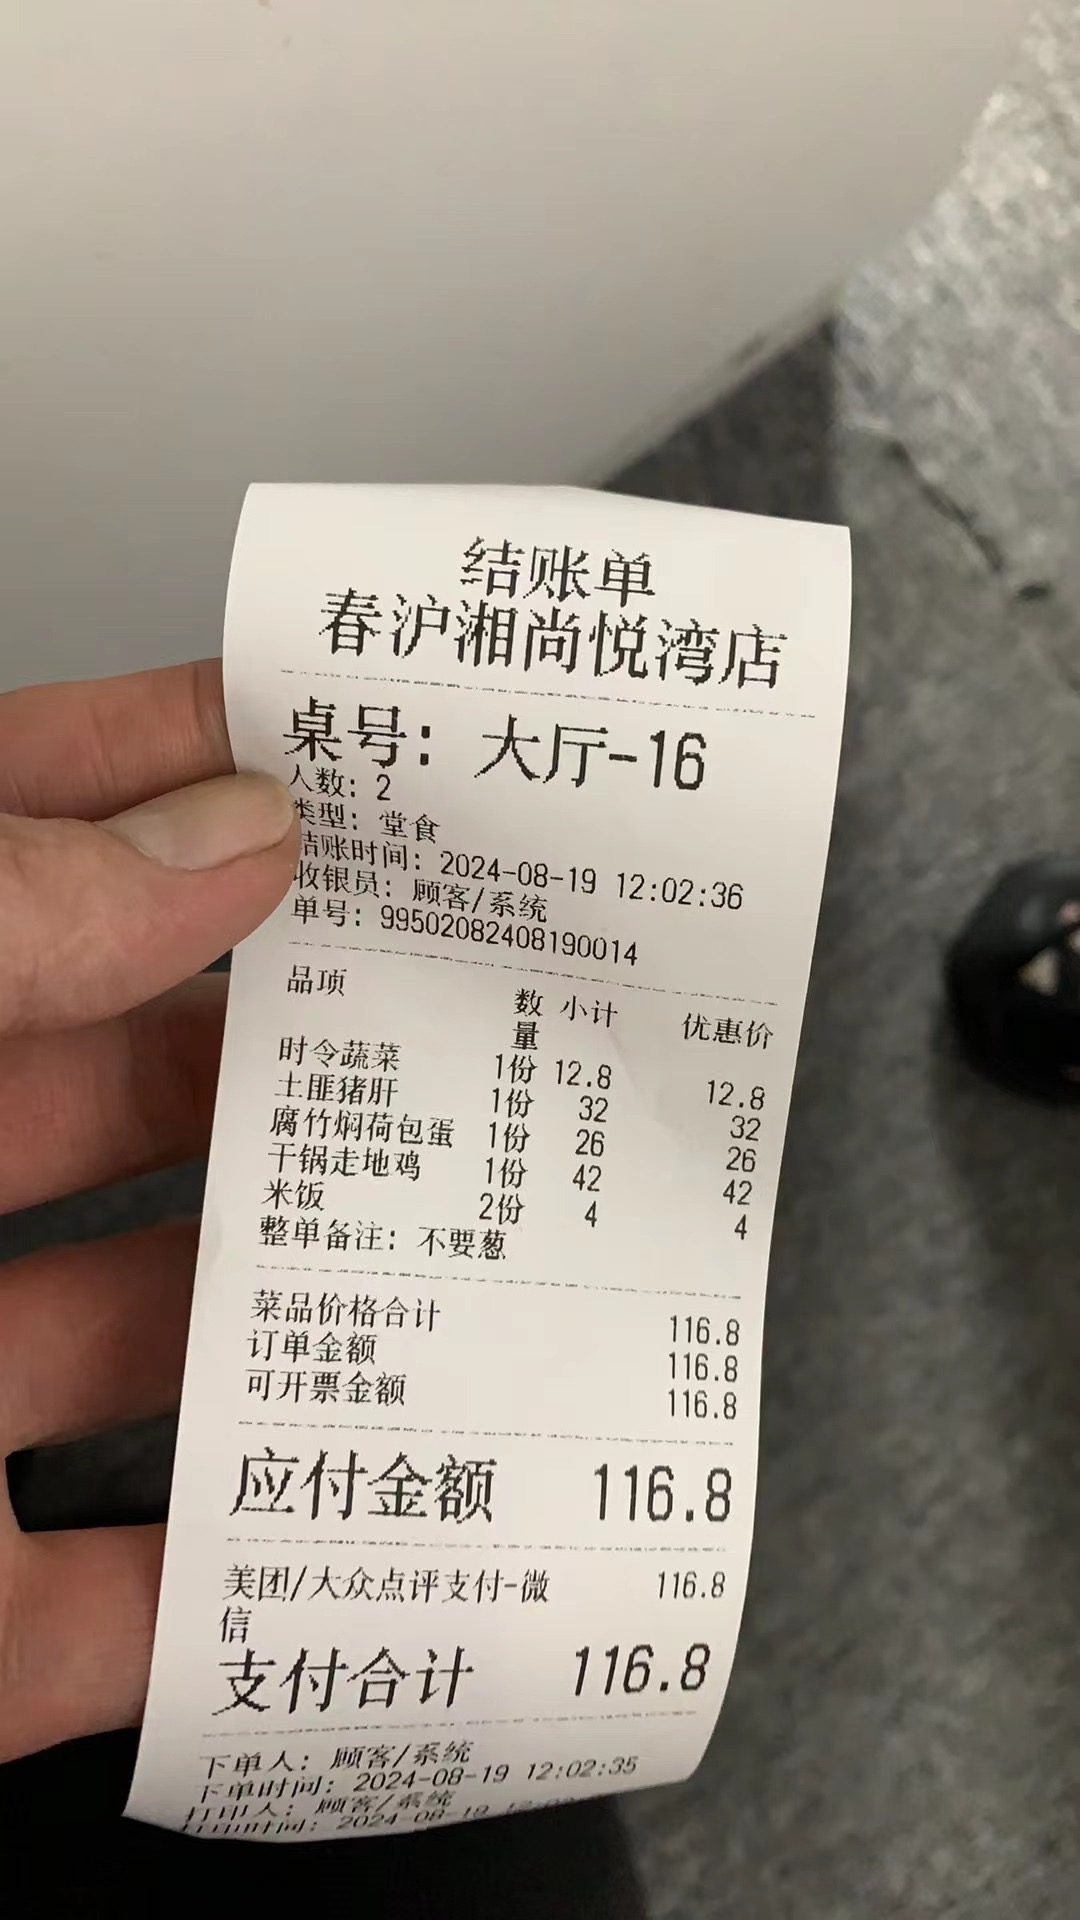 结账单
春沪湘尚悦湾店
桌号：大厅-16
人数：2
类型：堂食
结账时间：2024-08-19 12:02:36
收银员：顾客/系统
单号：99502082408190014
品项 数量 小计 优惠价
时令蔬菜 1份 12.8 12.8
土匪猪肝 1份 32 32
腐竹焖荷包蛋 1份 26 26
干锅走地鸡 1份 42 42
米饭 2份 4 4
整单备注：不要葱
菜品价格合计 116.8
订单金额 116.8
可开票金额 116.8
应付金额 116.8
美团/大众点评支付-微 116.8
信
支付合计 116.8
下单人：顾客/系统
下单时间：2024-08-19 12:02:35
打印人：顾客/系统
打印时间：2024-08-19